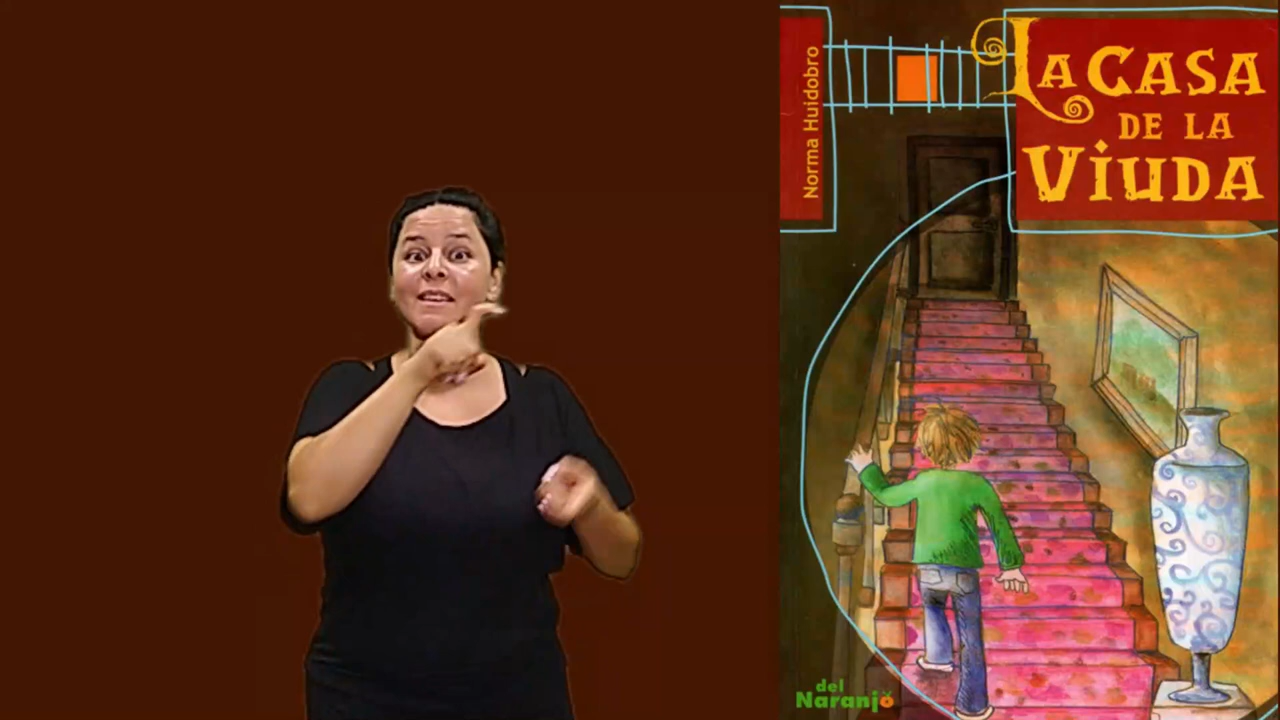 Norma Huidobro
La Casa
de la
Viuda
del
Naranjo